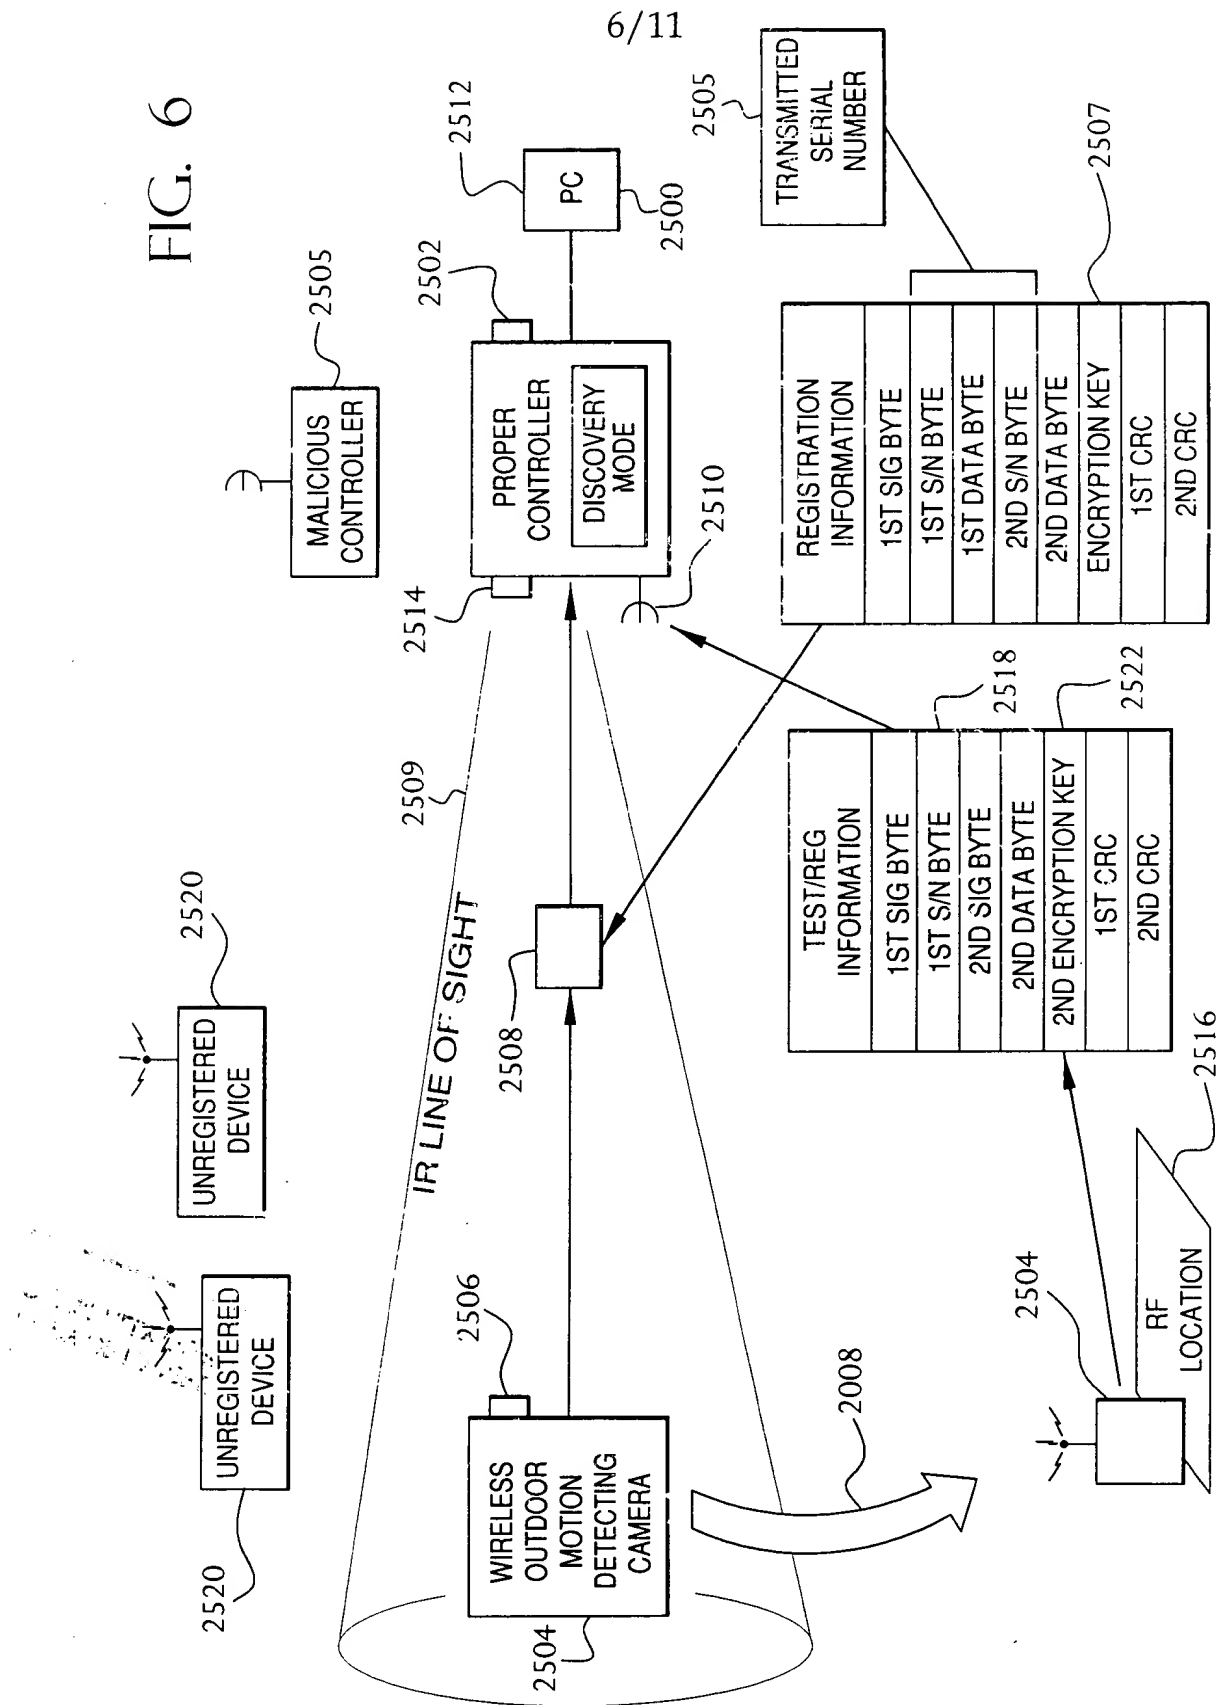 6/11
FIG. 6
UNREGISTERED
DEVICE
2520
UNREGISTERED
DEVICE
2520
MALICIOUS
CONTROLLER
2505
IR LINE OF SIGHT
2509
WIRELESS
OUTDOOR
MOTION
DETECTING
CAMERA
2504
2506
2508
2514
PROPER
CONTROLLER
DISCOVERY
MODE
2502
2510
PC
2512
2500
2008
2504
RF
LOCATION
2516
TEST/REG
INFORMATION
1ST SIG BYTE
1ST S/N BYTE
2ND SIG BYTE
2ND DATA BYTE
2ND ENCRYPTION KEY
1ST CRC
2ND CRC
2518
2522
REGISTRATION
INFORMATION
1ST SIG BYTE
1ST S/N BYTE
1ST DATA BYTE
2ND S/N BYTE
2ND DATA BYTE
ENCRYPTION KEY
1ST CRC
2ND CRC
2507
TRANSMITTED
SERIAL
NUMBER
2505